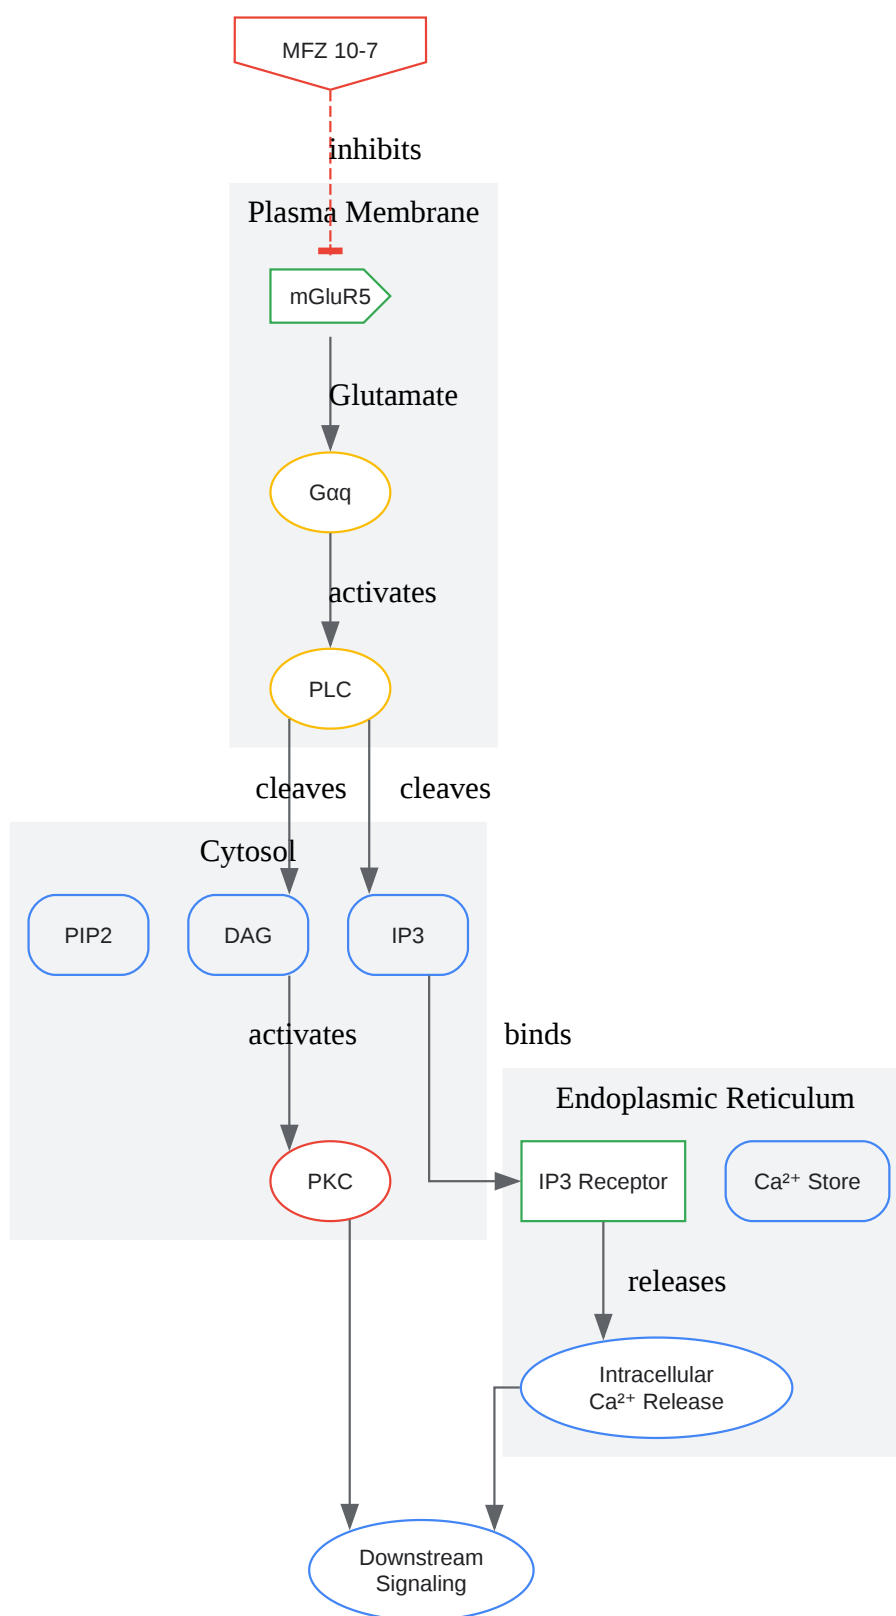 MFZ 10-7
inhibits
Plasma Membrane
mGluR5
Glutamate
Gαq
activates
PLC
cleaves
cleaves
Cytosol
PIP2
DAG
IP3
activates
binds
Endoplasmic Reticulum
PKC
IP3 Receptor
Ca²⁺ Store
releases
Intracellular
Ca²⁺ Release
Downstream
Signaling